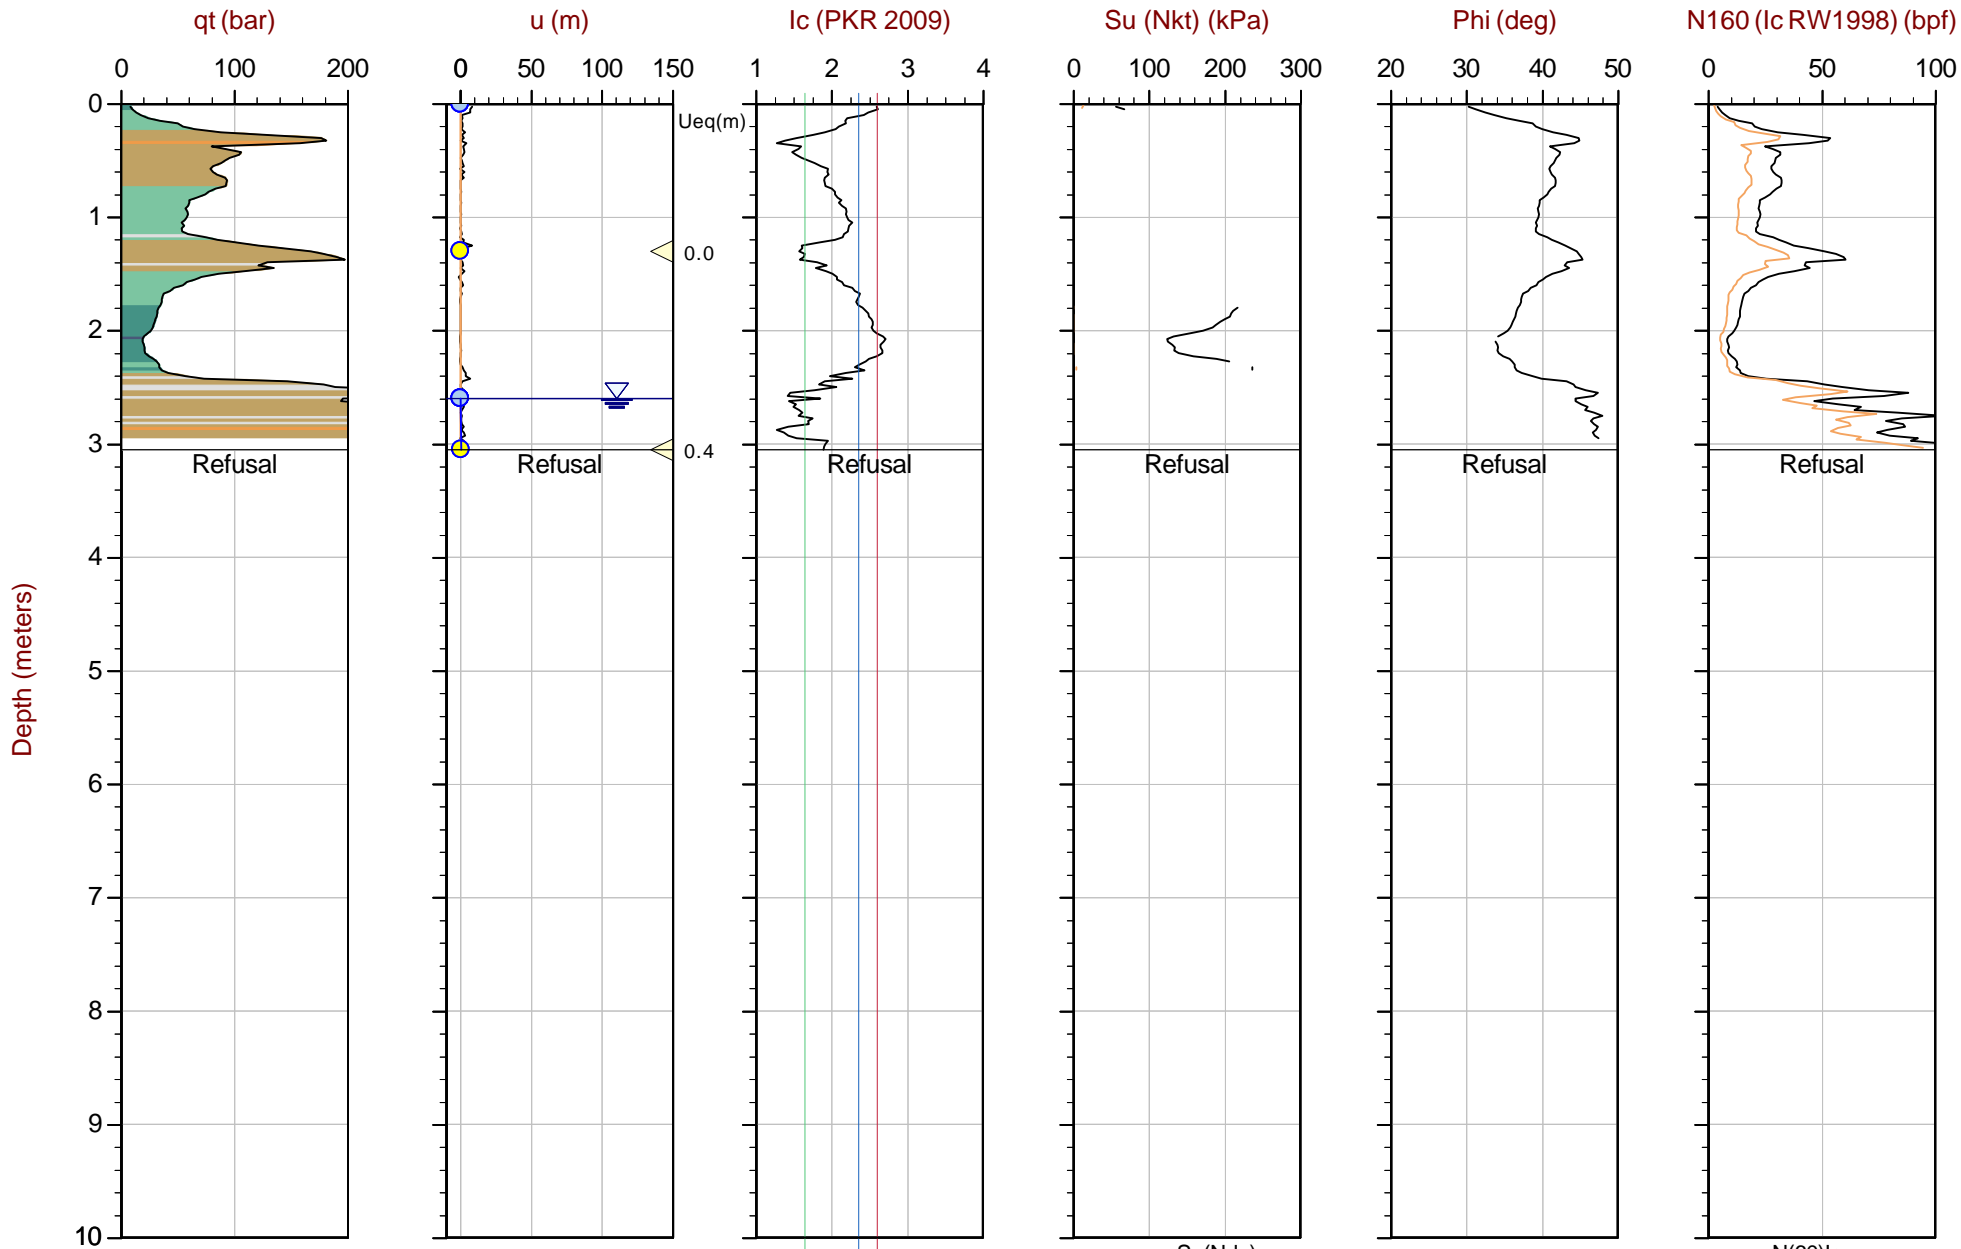 qt (bar) u (m) Ic (PKR 2009) Su (Nkt) (kPa) Phi (deg) N160 (Ic RW1998) (bpf)
0 100 200 0 50 100 150 1 2 3 4 0 100 200 300 20 30 40 50 0 50 100
0
Ueq(m)
1
0.0
2
3
0.4
Refusal Refusal Refusal Refusal Refusal Refusal
4
5
Depth (meters)
6
7
8
9
10